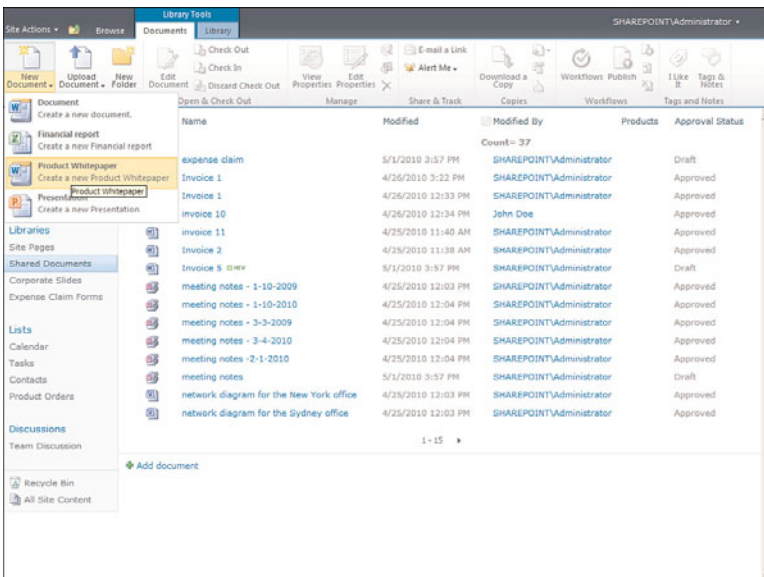 Library Tools
SHAREPOINT\Administrator
Site Actions Browse Documents Library
New Document
Upload Document
New Folder
Edit Document
Check Out
Check In
Discard Check Out
View Properties
Edit Properties
E-mail a Link
Alert Me
Download a Copy
Workflows
Publish
I Like It
Tags & Notes
Open & Check Out Manage Share & Track Copies Workflows Tags and Notes
Document
Create a new document.
Financial report
Create a new Financial report
Product Whitepaper
Create a new Product Whitepaper
Product Whitepaper
Presentation
Create a new Presentation
Libraries
Site Pages
Shared Documents
Corporate Slides
Expense Claim Forms
Lists
Calendar
Tasks
Contacts
Product Orders
Discussions
Team Discussion
Recycle Bin
All Site Content
Name Modified Modified By Products Approval Status
Count= 37
expense claim 5/1/2010 3:57 PM SHAREPOINT\Administrator Draft
Invoice 1 4/26/2010 3:22 PM SHAREPOINT\Administrator Approved
Invoice 1 4/26/2010 12:33 PM SHAREPOINT\Administrator Approved
invoice 10 4/26/2010 12:34 PM John Doe Approved
invoice 11 4/25/2010 11:40 AM SHAREPOINT\Administrator Approved
Invoice 2 4/25/2010 11:38 AM SHAREPOINT\Administrator Approved
Invoice 5 NEW 5/1/2010 3:57 PM SHAREPOINT\Administrator Draft
meeting notes - 1-10-2009 4/25/2010 12:03 PM SHAREPOINT\Administrator Approved
meeting notes - 1-10-2010 4/25/2010 12:04 PM SHAREPOINT\Administrator Approved
meeting notes - 3-3-2009 4/25/2010 12:04 PM SHAREPOINT\Administrator Approved
meeting notes - 3-4-2010 4/25/2010 12:04 PM SHAREPOINT\Administrator Approved
meeting notes -2-1-2010 4/25/2010 12:04 PM SHAREPOINT\Administrator Approved
meeting notes 5/1/2010 3:57 PM SHAREPOINT\Administrator Draft
network diagram for the New York office 4/25/2010 12:03 PM SHAREPOINT\Administrator Approved
network diagram for the Sydney office 4/25/2010 12:03 PM SHAREPOINT\Administrator Approved
1 - 15
Add document